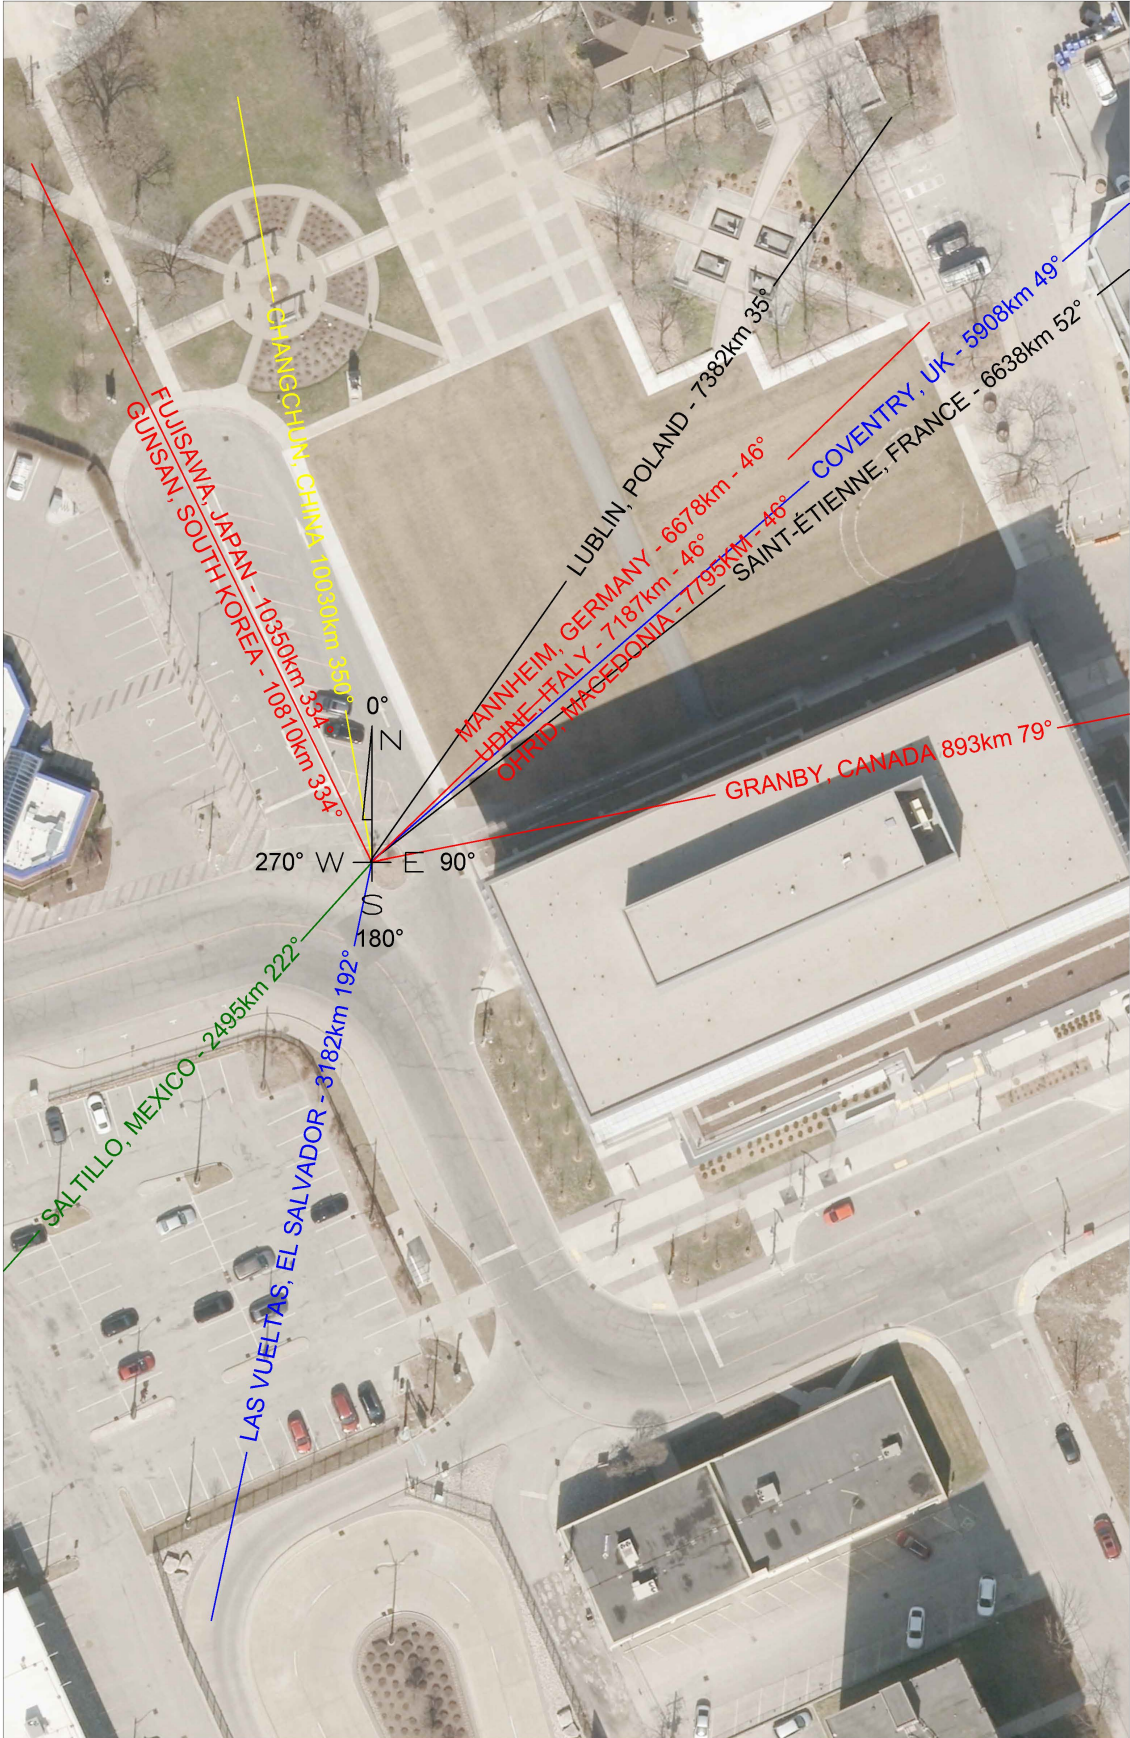 LUBLIN, POLAND - 7382km 35°
COVENTRY, UK - 5908km 49°
SAINT-ÉTIENNE, FRANCE - 6638km 52°
CHANGCHUN, CHINA 10030km 350°
FUJISAWA, JAPAN - 10350km 334°
GUNSAN, SOUTH KOREA - 10810km 334°
MANNHEIM, GERMANY - 6678km - 46°
UDINE, ITALY - 7187km - 46°
OHRID, MACEDONIA - 7795KM - 46°
0°
N
GRANBY, CANADA 893km 79°
270° W E 90°
S
180°
SALTILLO, MEXICO - 2495km 222°
LAS VUELTAS, EL SALVADOR - 3182km 192°